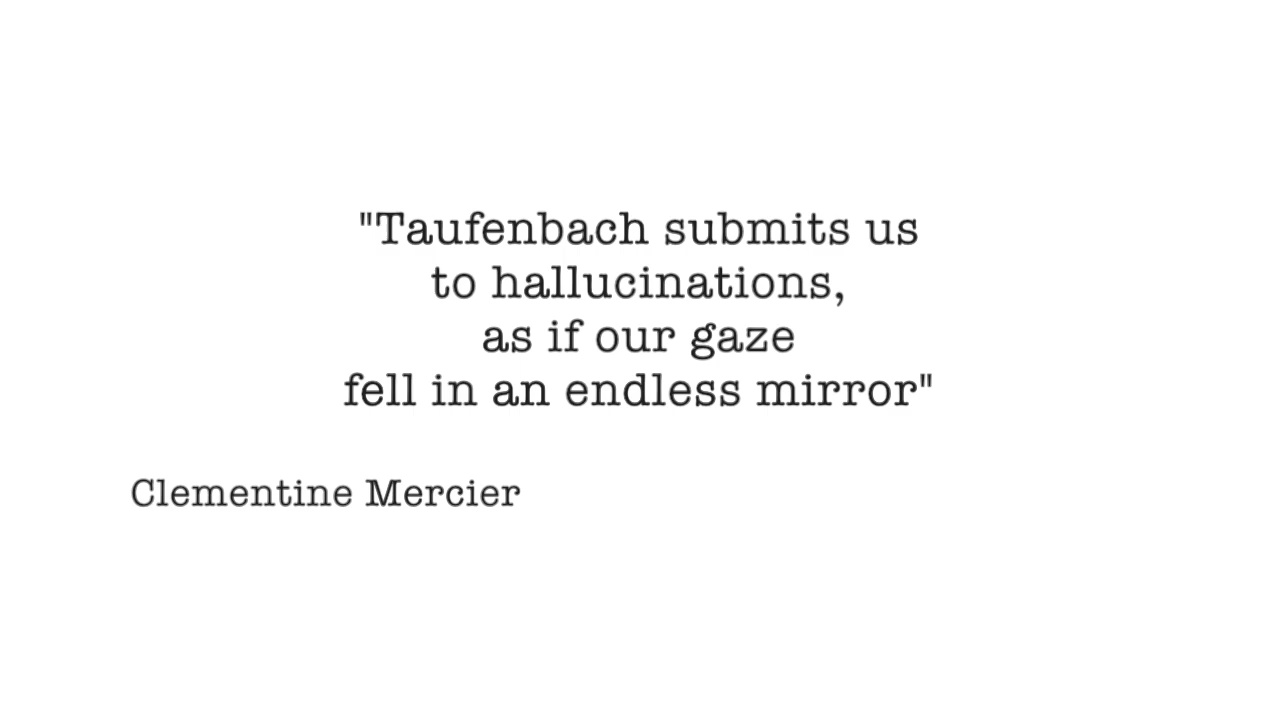 "Taufenbach submits us
to hallucinations,
as if our gaze
fell in an endless mirror"
Clementine Mercier